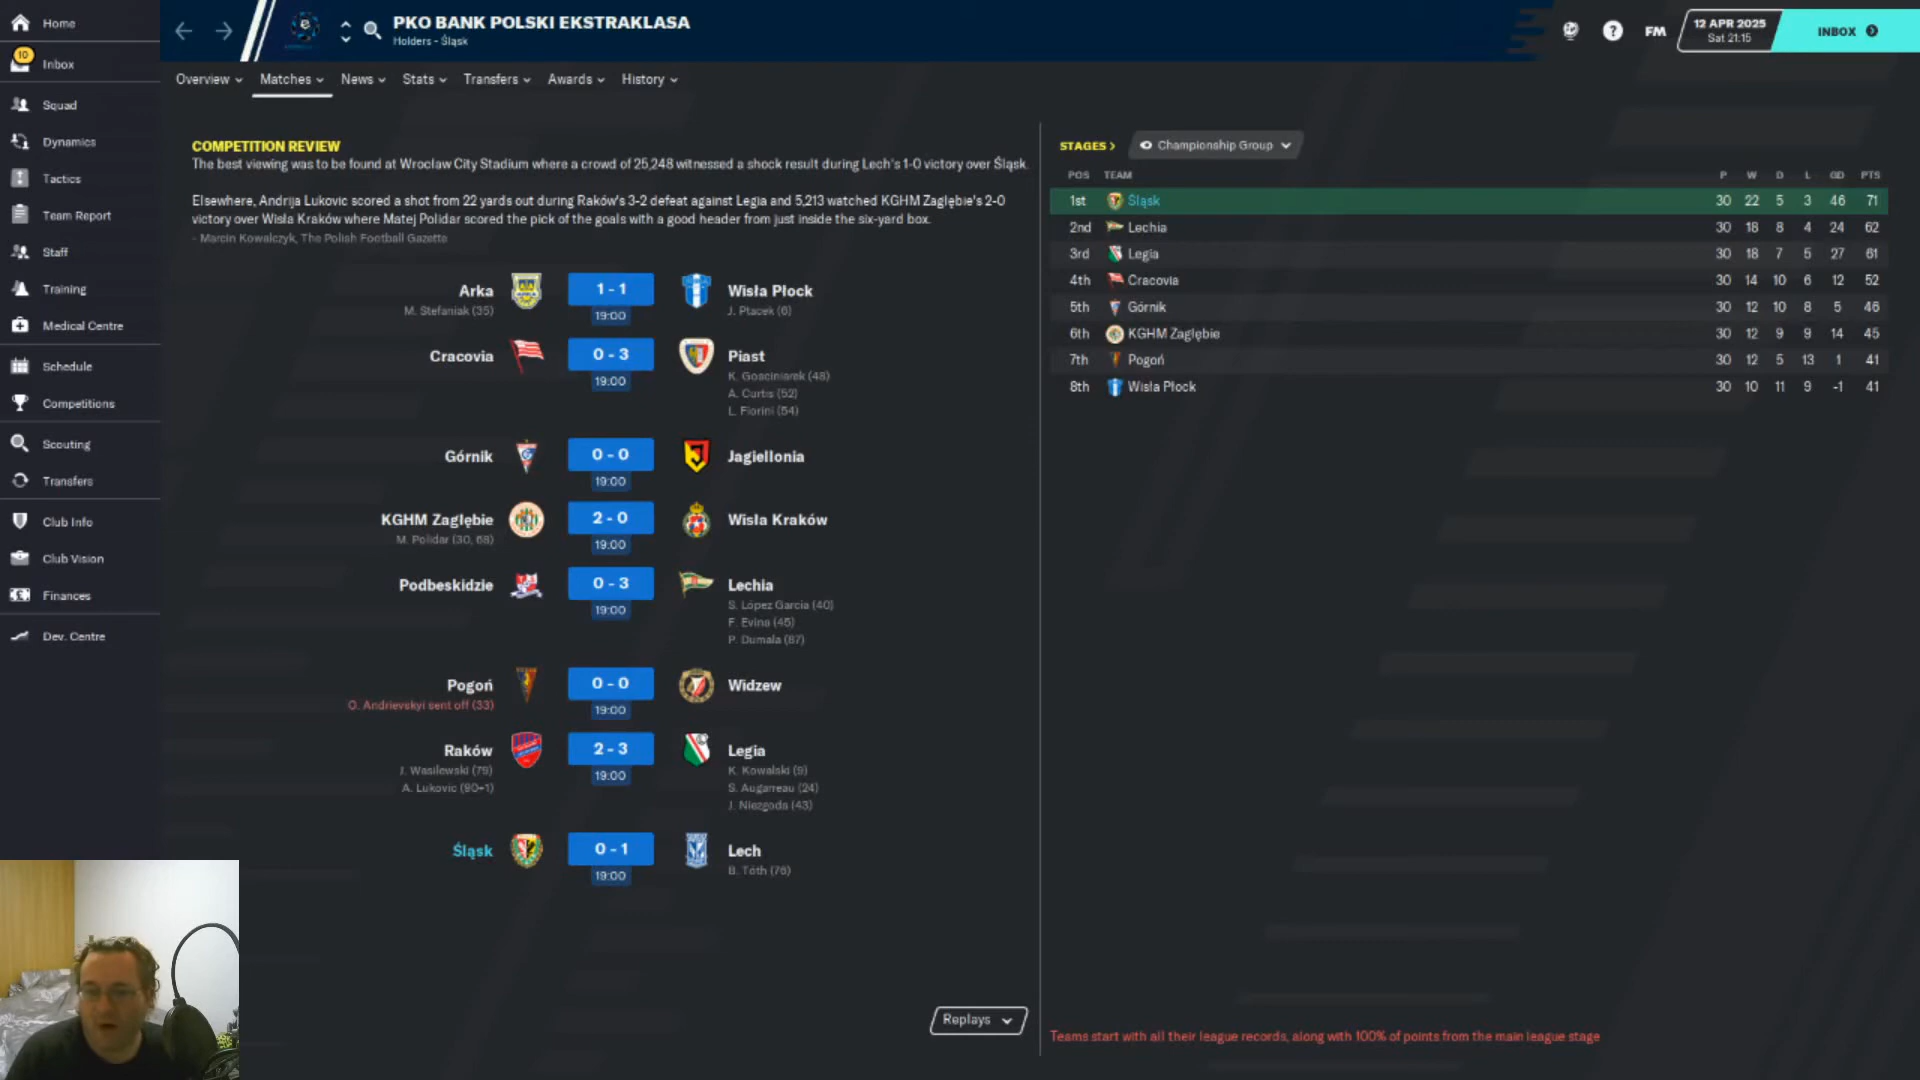 Home
PKO BANK POLSKI EKSTRAKLASA
Holders - Śląsk
12 APR 2025
Sat 21:15
FM
INBOX
10
Inbox
Overview Matches News Stats Transfers Awards History
Squad
Dynamics
Tactics
Team Report
Staff
Training
Medical Centre
Schedule
Competitions
Scouting
Transfers
Club Info
Club Vision
Finances
Dev. Centre
COMPETITION REVIEW
The best viewing was to be found at Wroclaw City Stadium where a crowd of 25,248 witnessed a shock result during Lech's 1-0 victory over Śląsk.
Elsewhere, Andrija Lukovic scored a shot from 22 yards out during Raków's 3-2 defeat against Legia and 5,213 watched KGHM Zagłębie's 2-0
victory over Wisła Kraków where Matej Polidar scored the pick of the goals with a good header from just inside the six-yard box.
- Marcin Kowalczyk, The Polish Football Gazette
Arka 1 - 1 Wisła Płock
M. Stefaniak (35) 19:00 J. Ptacek (6)
Cracovia 0 - 3 Piast
19:00 K. Gosciniarek (48)
A. Curtis (52)
L. Fiorini (54)
Górnik 0 - 0 Jagiellonia
19:00
KGHM Zagłębie 2 - 0 Wisła Kraków
M. Polidar (30, 68) 19:00
Podbeskidzie 0 - 3 Lechia
19:00 S. López Garcia (40)
F. Evina (45)
P. Dumala (87)
Pogoń 0 - 0 Widzew
O. Andrievskyi sent off (33) 19:00
Raków 2 - 3 Legia
J. Wasilewski (79) 19:00 K. Kowalski (9)
A. Lukovic (90+1) S. Augarreau (24)
J. Niezgoda (43)
Śląsk 0 - 1 Lech
19:00 B. Tóth (76)
Replays
STAGES > Championship Group
POS TEAM P W D L GD PTS
1st Śląsk 30 22 5 3 46 71
2nd Lechia 30 18 8 4 24 62
3rd Legia 30 18 7 5 27 61
4th Cracovia 30 14 10 6 12 52
5th Górnik 30 12 10 8 5 46
6th KGHM Zagłębie 30 12 9 9 14 45
7th Pogoń 30 12 5 13 1 41
8th Wisła Płock 30 10 11 9 -1 41
Teams start with all their league records, along with 100% of points from the main league stage